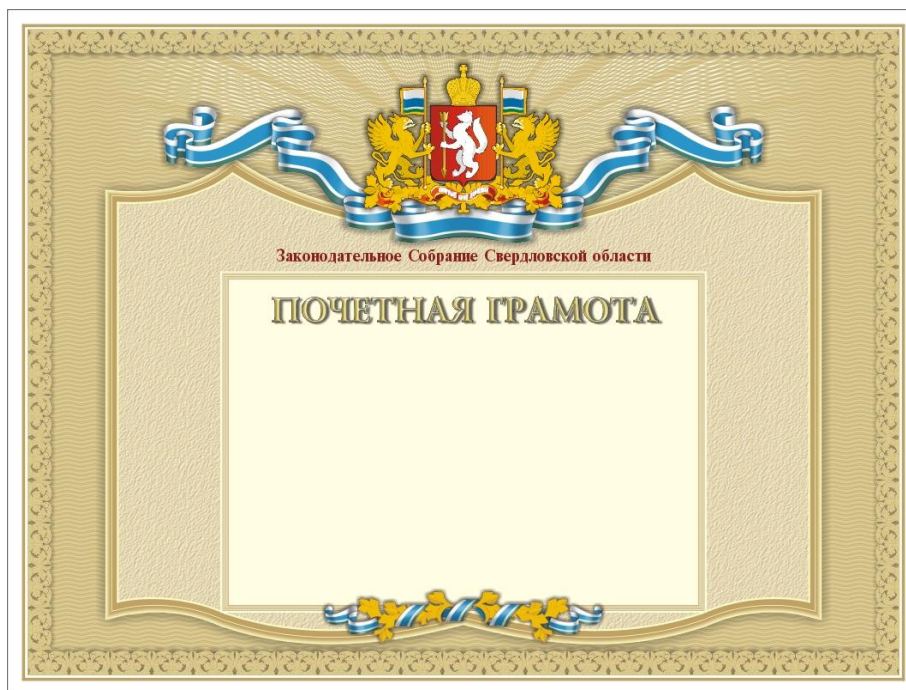 Законодательное Собрание Свердловской области
ПОЧЕТНАЯ ГРАМОТА